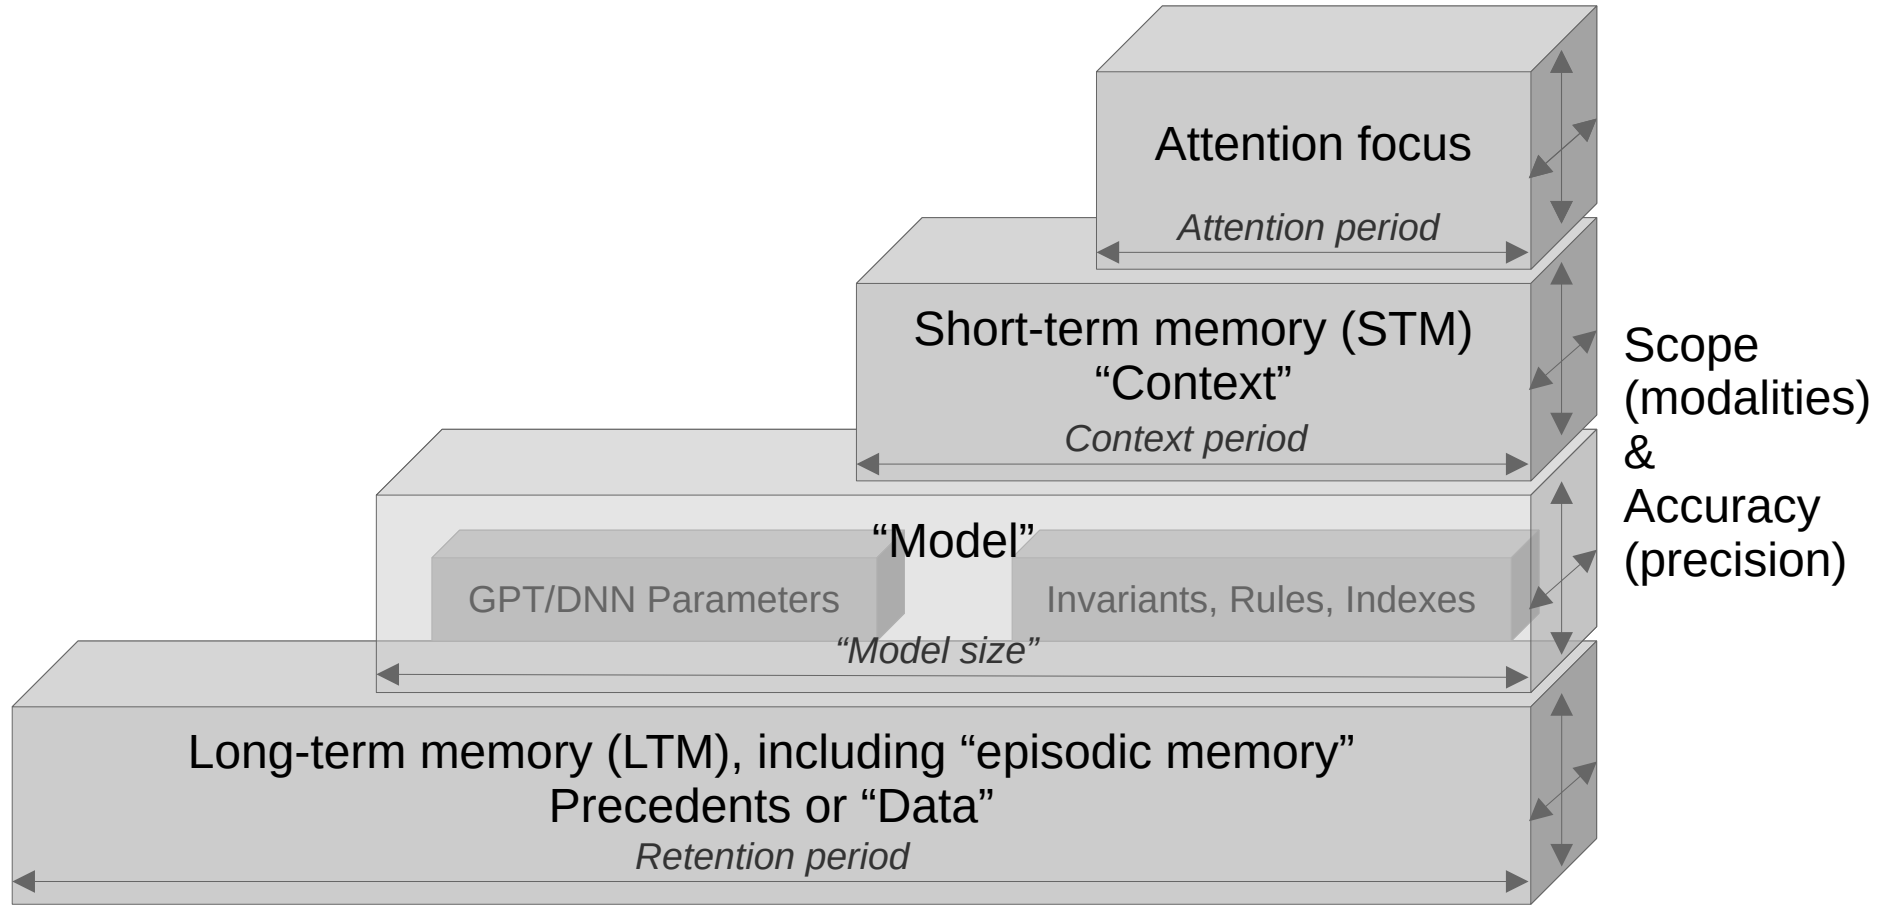 Attention focus
Attention period
Short-term memory (STM)
“Context”
Context period
Scope
(modalities)
&
Accuracy
(precision)
“Model”
GPT/DNN Parameters
Invariants, Rules, Indexes
“Model size”
Long-term memory (LTM), including “episodic memory”
Precedents or “Data”
Retention period